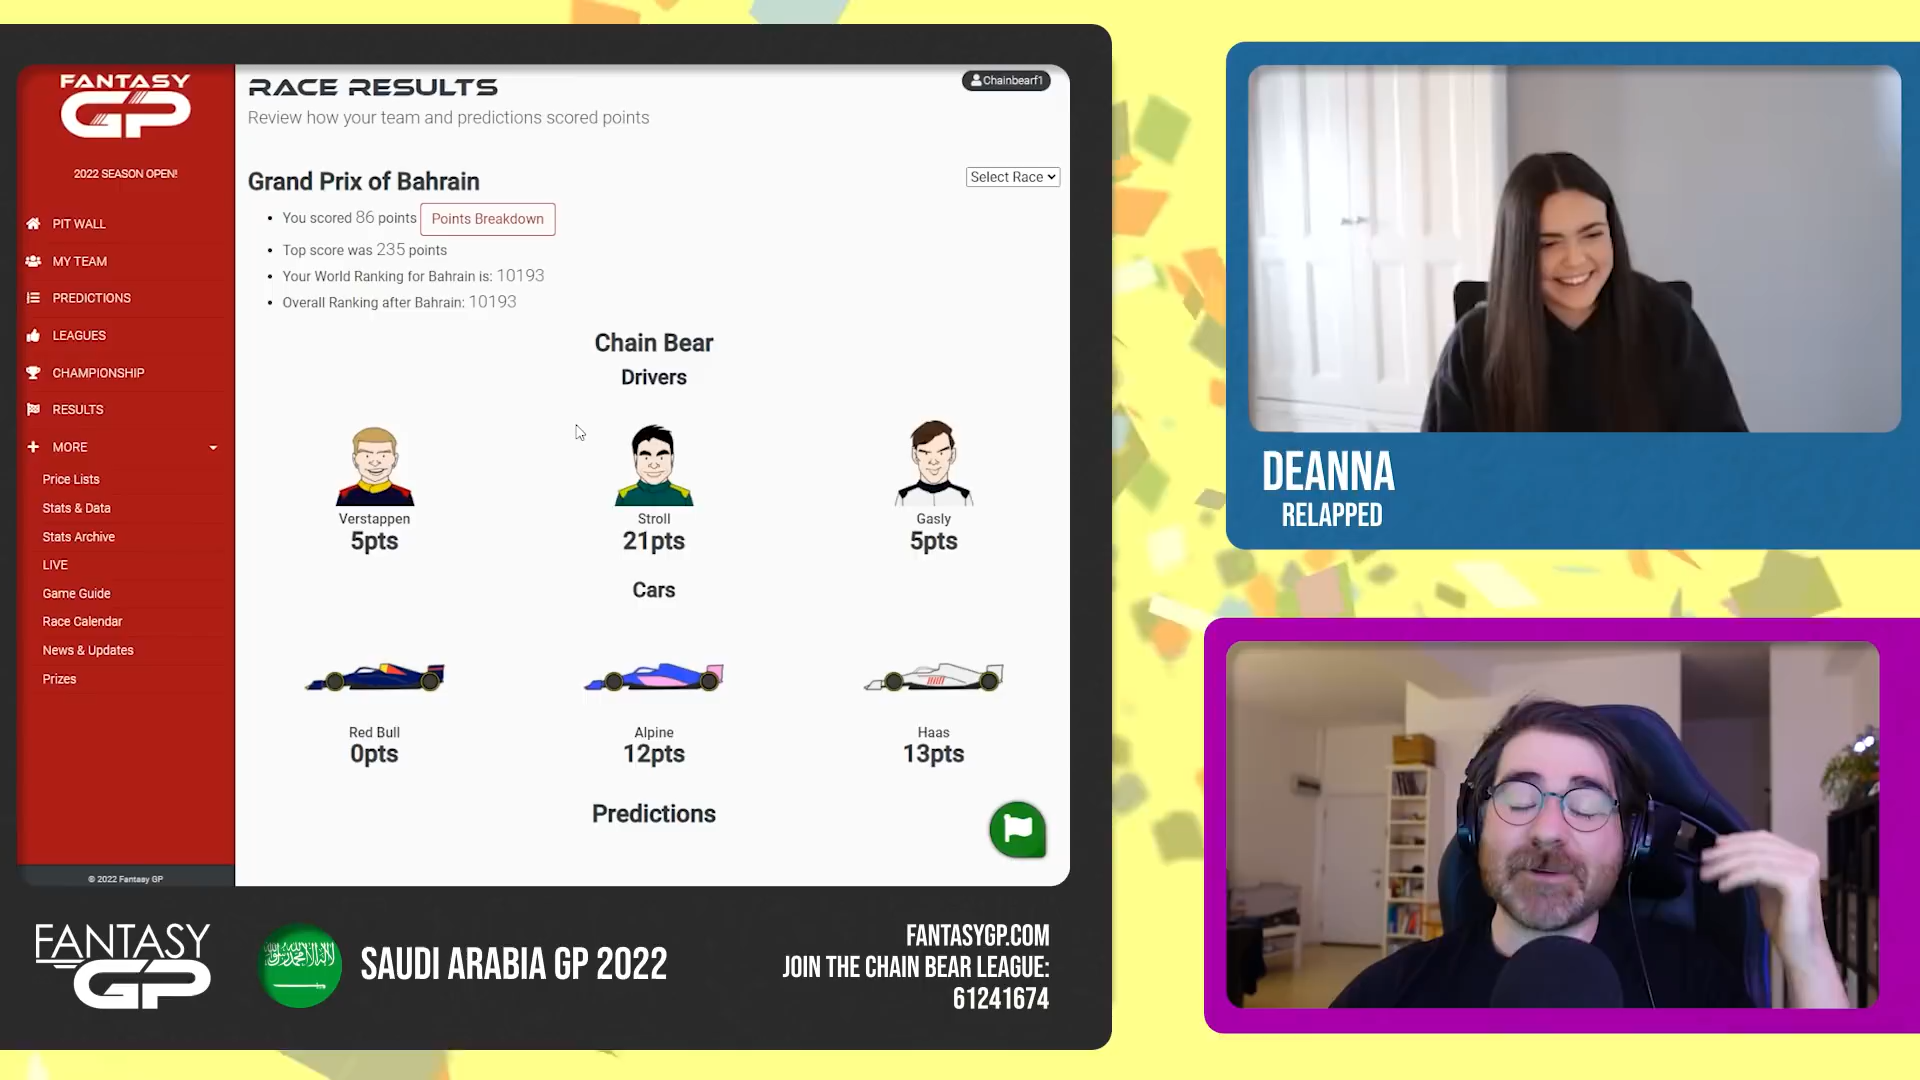 FANTASY
GP
2022 SEASON OPEN!
PIT WALL
MY TEAM
PREDICTIONS
LEAGUES
CHAMPIONSHIP
RESULTS
MORE
Price Lists
Stats & Data
Stats Archive
LIVE
Game Guide
Race Calendar
News & Updates
Prizes
© 2022 Fantasy GP
RACE RESULTS
Chainbearf1
Review how your team and predictions scored points
Grand Prix of Bahrain
Select Race
You scored 86 points Points Breakdown
Top score was 235 points
Your World Ranking for Bahrain is: 10193
Overall Ranking after Bahrain: 10193
Chain Bear
Drivers
Verstappen
5pts
Stroll
21pts
Gasly
5pts
Cars
Red Bull
0pts
Alpine
12pts
Haas
13pts
Predictions
FANTASY
GP
SAUDI ARABIA GP 2022
FANTASYGP.COM
JOIN THE CHAIN BEAR LEAGUE:
61241674
DEANNA
RELAPPED